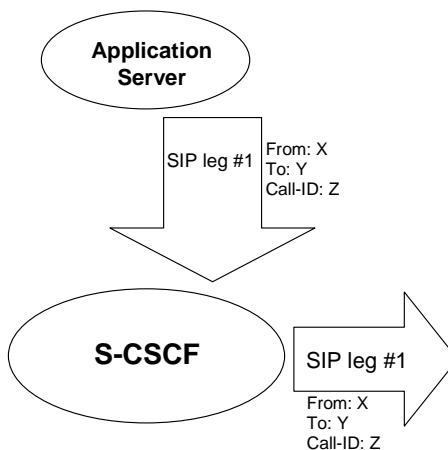 Application
Server
SIP leg #1
From: X
To: Y
Call-ID: Z
S-CSCF
SIP leg #1
From: X
To: Y
Call-ID: Z